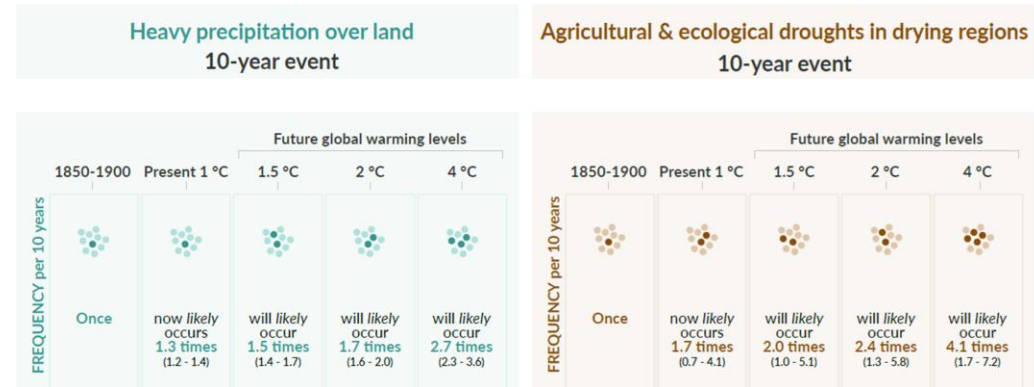 Heavy precipitation over land
10-year event
Future global warming levels
1850-1900 Present 1 °C 1.5 °C 2 °C 4 °C
FREQUENCY per 10 years
Once
now likely
occurs
1.3 times
(1.2 - 1.4)
will likely
occur
1.5 times
(1.4 - 1.7)
will likely
occur
1.7 times
(1.6 - 2.0)
will likely
occur
2.7 times
(2.3 - 3.6)
Agricultural & ecological droughts in drying regions
10-year event
Future global warming levels
1850-1900 Present 1 °C 1.5 °C 2 °C 4 °C
FREQUENCY per 10 years
Once
now likely
occurs
1.7 times
(0.7 - 4.1)
will likely
occur
2.0 times
(1.0 - 5.1)
will likely
occur
2.4 times
(1.3 - 5.8)
will likely
occur
4.1 times
(1.7 - 7.2)